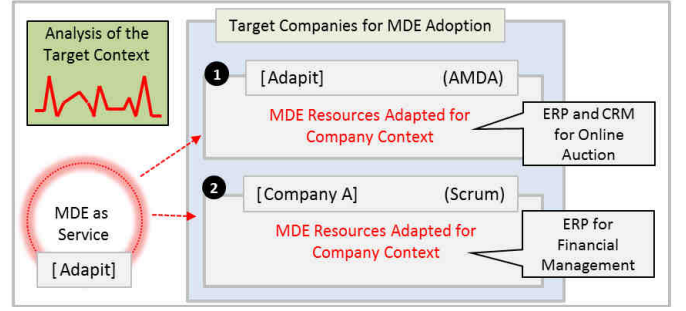 Analysis of the
Target Context
Target Companies for MDE Adoption
1
[Adapit] (AMDA)
MDE Resources Adapted for
Company Context
ERP and CRM
for Online
Auction
MDE as
Service
[Adapit]
2
[Company A] (Scrum)
MDE Resources Adapted for
Company Context
ERP for
Financial
Management